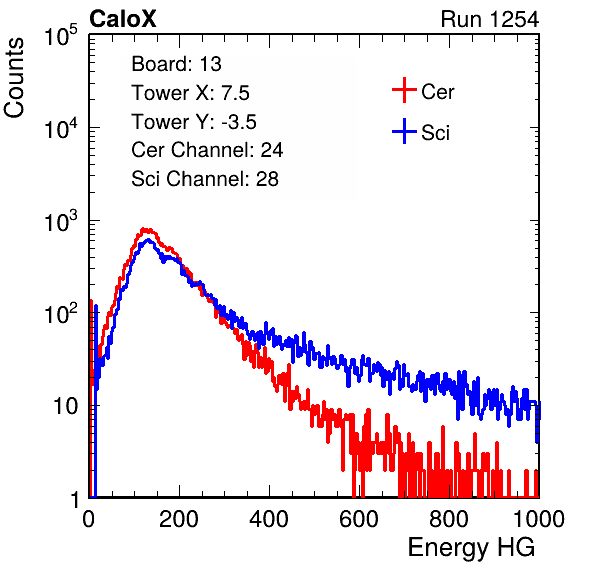 CaloX Run 1254
Counts
Board: 13
Tower X: 7.5
Tower Y: -3.5
Cer Channel: 24
Sci Channel: 28
Cer
Sci
10^5
10^4
10^3
10^2
10
1
0 200 400 600 800 1000
Energy HG